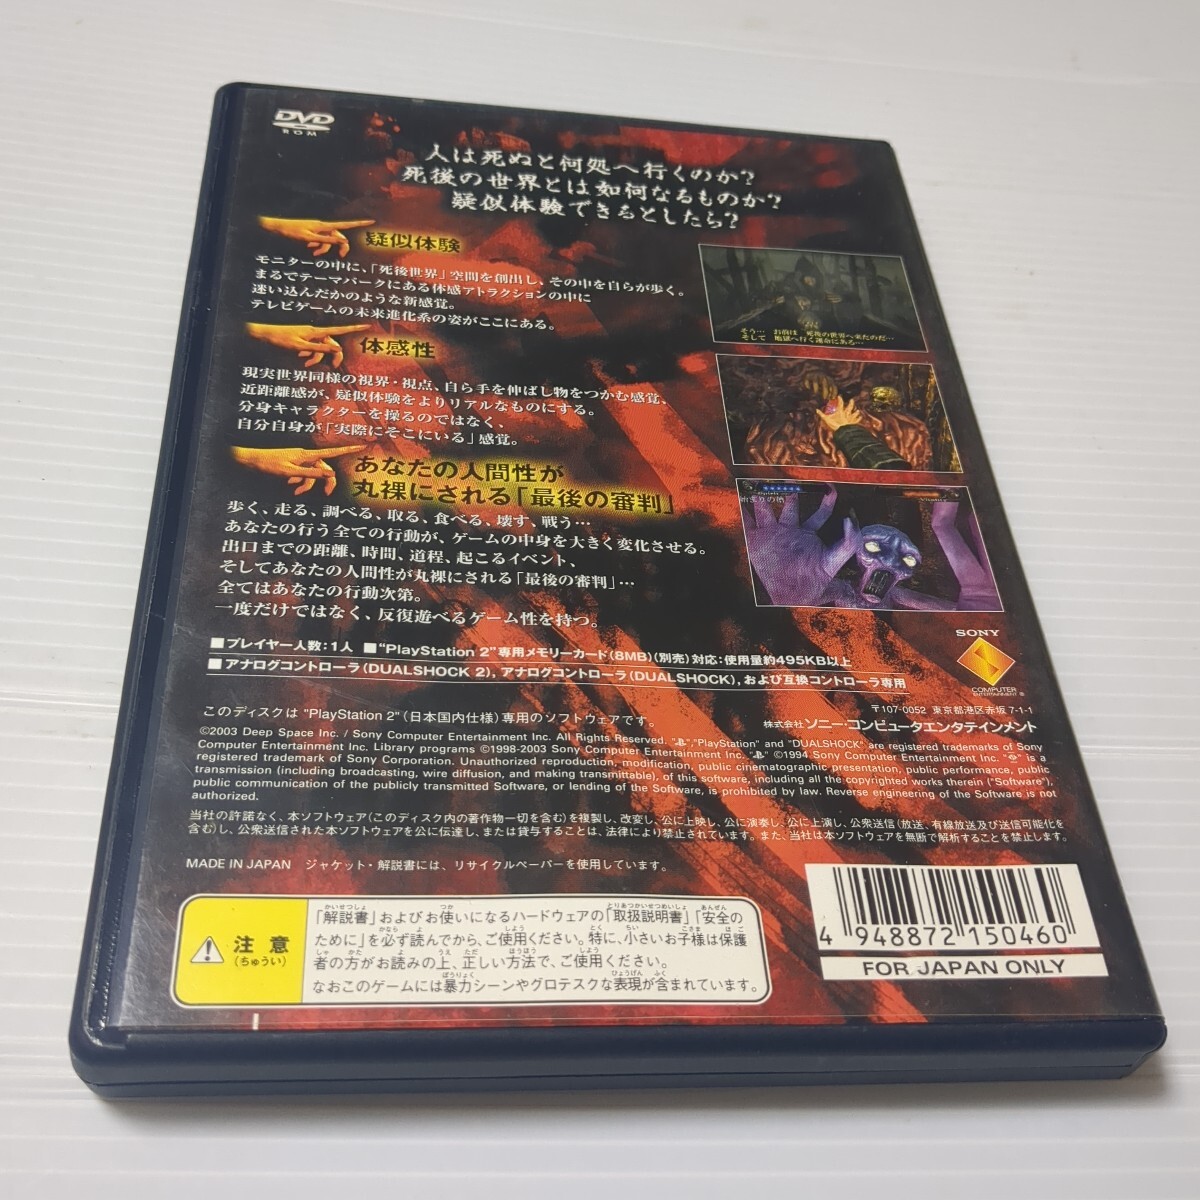 DVD
ROM
人は死ぬと何処へ行くのか?
死後の世界とは如何なるものか?
疑似体験できるとしたら?
疑似体験
モニターの中に、「死後世界」空間を創出し、その中を自らが歩く。
まるでテーマパークにある体感アトラクションの中に
迷い込んだかのような新感覚。
テレビゲームの未来進化系の姿がここにある。
そう… お前は 死後の世界へ来たのだ…
そして 地獄へ行く運命にある…
体感性
現実世界同様の視界・視点、自ら手を伸ばし物をつかむ感覚、
近距離感が、疑似体験をよりリアルなものにする。
分身キャラクターを操るのではなく、
自分自身が「実際にそこにいる」感覚。
あなたの人間性が
丸裸にされる「最後の審判」
歩く、走る、調べる、取る、食べる、壊す、戦う…
あなたの行う全ての行動が、ゲームの中身を大きく変化させる。
出口までの距離、時間、道程、起こるイベント、
そしてあなたの人間性が丸裸にされる「最後の審判」…
全てはあなたの行動次第。
一度だけではなく、反復遊べるゲーム性を持つ。
■プレイヤー人数:1人 ■"PlayStation 2"専用メモリーカード(8MB)(別売)対応:使用量約495KB以上
■アナログコントローラ(DUALSHOCK 2), アナログコントローラ(DUALSHOCK), および互換コントローラ専用
SONY
COMPUTER
ENTERTAINMENT ®
〒107-0052 東京都港区赤坂 7-1-1
株式会社ソニー・コンピュータエンタテインメント
このディスクは "PlayStation 2"(日本国内仕様)専用のソフトウェアです。
©2003 Deep Space Inc. / Sony Computer Entertainment Inc. All Rights Reserved. "","PlayStation" and "DUALSHOCK" are registered trademarks of Sony
Computer Entertainment Inc. Library programs ©1998-2003 Sony Computer Entertainment Inc. "" ©1994 Sony Computer Entertainment Inc. "" is a
registered trademark of Sony Corporation. Unauthorized reproduction, modification, public cinematographic presentation, public performance, public
transmission (including broadcasting, wire diffusion, and making transmittable), of this software, including all the copyrighted works therein ("Software"),
public communication of the publicly transmitted Software, or lending of the Software, is prohibited by law. Reverse engineering of the Software is not
authorized.
当社の許諾なく、本ソフトウェア(このディスク内の著作物一切を含む)を複製し、改変し、公に上映し、公に演奏し、公に上演し、公衆送信(放送、有線放送及び送信可能化を
含む)し、公衆送信された本ソフトウェアを公に伝達し、または貸与することは、法律により禁止されています。また、当社は本ソフトウェアを無断で解析することを禁止します。
MADE IN JAPAN ジャケット・解説書には、リサイクルペーパーを使用しています。
注意
(ちゅうい)
「解説書」およびお使いになるハードウェアの「取扱説明書」「安全の
ために」を必ず読んでから、ご使用ください。特に、小さいお子様は保護
者の方がお読みの上、正しい方法で、ご使用ください。
なおこのゲームには暴力シーンやグロテスクな表現が含まれています。
4 948872 150460
FOR JAPAN ONLY